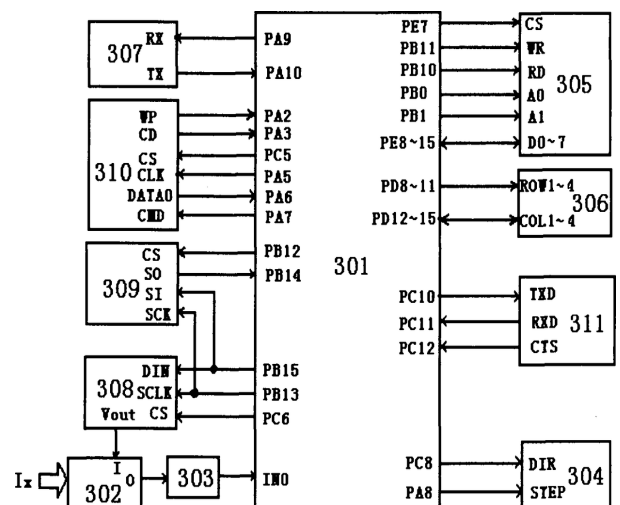 RX PA9
307
TX PA10
WP PA2
CD PA3
CS PC5
310 CLK PA5
DATAO PA6
CMD PA7
CS PB12
SO PB14
309 SI
SCK
DIN PB15
308 SCLK PB13
Vout CS PC6
Ix I O 302 303 IN0
301
PE7 CS
PB11 WR
PB10 RD 305
PB0 A0
PB1 A1
PE8~15 D0~7
PD8~11 ROW1~4
306
PD12~15 COL1~4
PC10 TXD
PC11 RXD 311
PC12 CTS
PC8 DIR
304
PA8 STEP